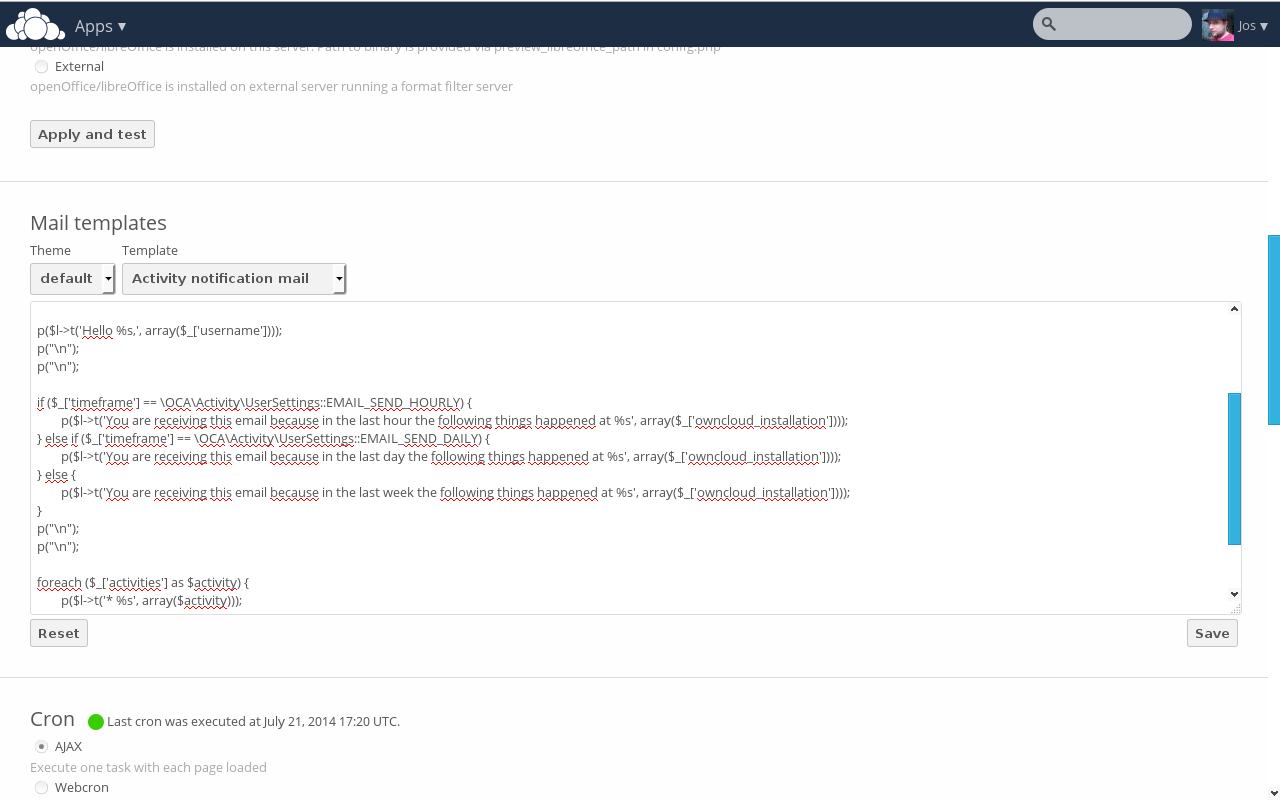 Apps ▾
Jos ▾
openOffice/libreOffice is installed on this server. Path to binary is provided via preview_libreoffice_path in config.php
External
openOffice/libreOffice is installed on external server running a format filter server
Apply and test
Mail templates
Theme Template
default Activity notification mail
p($l->t('Hello %s,', array($_['username'])));
p("\n");
p("\n");
if ($_['timeframe'] == \OCA\Activity\UserSettings::EMAIL_SEND_HOURLY) {
p($l->t('You are receiving this email because in the last hour the following things happened at %s', array($_['owncloud_installation'])));
} else if ($_['timeframe'] == \OCA\Activity\UserSettings::EMAIL_SEND_DAILY) {
p($l->t('You are receiving this email because in the last day the following things happened at %s', array($_['owncloud_installation'])));
} else {
p($l->t('You are receiving this email because in the last week the following things happened at %s', array($_['owncloud_installation'])));
}
p("\n");
p("\n");
foreach ($_['activities'] as $activity) {
p($l->t('* %s', array($activity)));
Reset Save
Cron Last cron was executed at July 21, 2014 17:20 UTC.
AJAX
Execute one task with each page loaded
Webcron